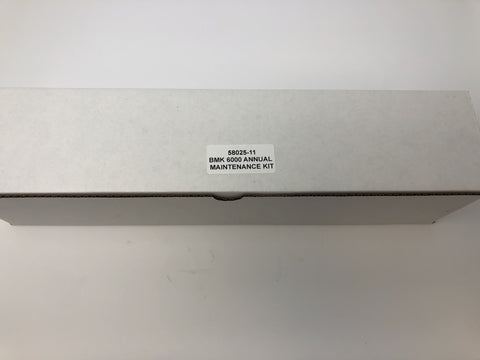 58025-11
BMK 6000 ANNUAL
MAINTENANCE KIT